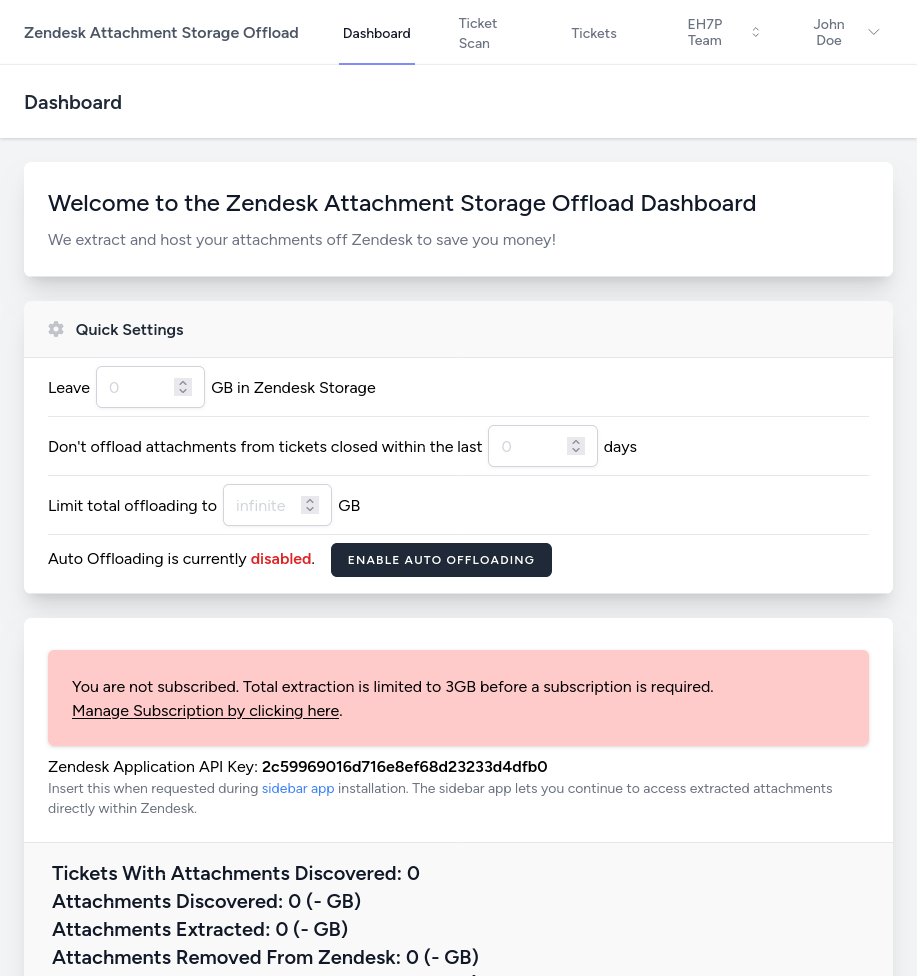 Zendesk Attachment Storage Offload
Dashboard
Ticket
Scan
Tickets
EH7P
Team
John
Doe
Dashboard
Welcome to the Zendesk Attachment Storage Offload Dashboard
We extract and host your attachments off Zendesk to save you money!
Quick Settings
Leave 0 GB in Zendesk Storage
Don't offload attachments from tickets closed within the last 0 days
Limit total offloading to infinite GB
Auto Offloading is currently disabled. ENABLE AUTO OFFLOADING
You are not subscribed. Total extraction is limited to 3GB before a subscription is required.
Manage Subscription by clicking here.
Zendesk Application API Key: 2c59969016d716e8ef68d23233d4dfb0
Insert this when requested during sidebar app installation. The sidebar app lets you continue to access extracted attachments
directly within Zendesk.
Tickets With Attachments Discovered: 0
Attachments Discovered: 0 (- GB)
Attachments Extracted: 0 (- GB)
Attachments Removed From Zendesk: 0 (- GB)